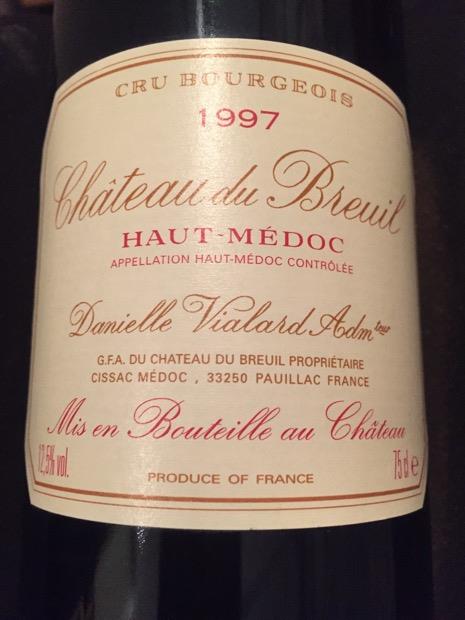 CRU BOURGEOIS
1997
Château du Breuil
HAUT-MÉDOC
APPELLATION HAUT-MÉDOC CONTRÔLÉE
Danielle Vialard Admteur
G.F.A. DU CHATEAU DU BREUIL PROPRIÉTAIRE
CISSAC MÉDOC , 33250 PAUILLAC FRANCE
Mis en Bouteille au Château
12,5% vol. 75 cl e
PRODUCE OF FRANCE